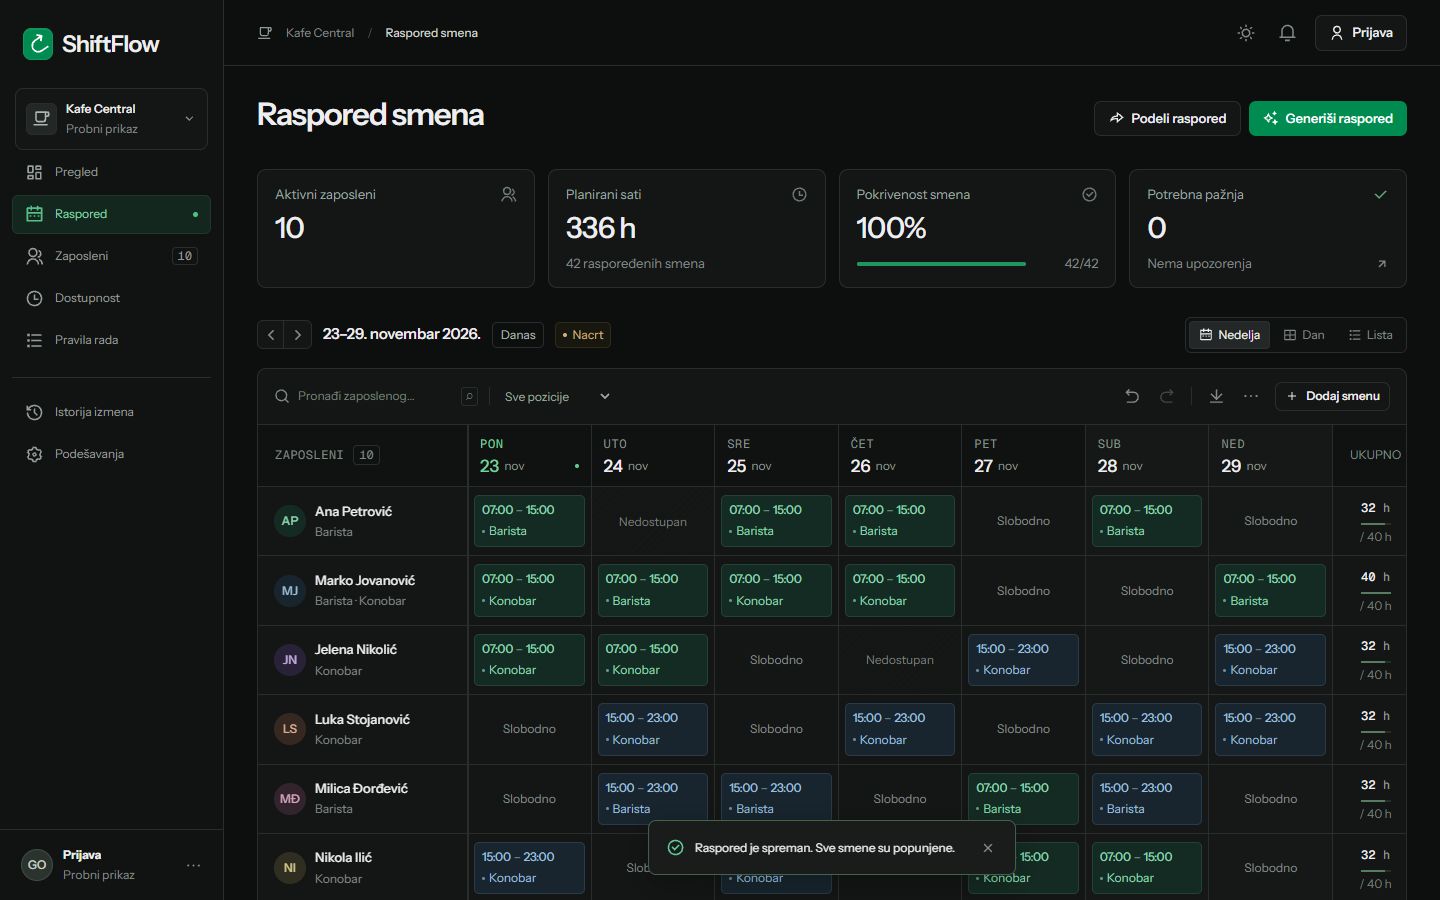 ShiftFlow
Kafe Central
Probni prikaz
Pregled
Raspored
Zaposleni 10
Dostupnost
Pravila rada
Istorija izmena
Podešavanja
GO
Prijava
Probni prikaz
Kafe Central / Raspored smena
Prijava
Raspored smena
Podeli raspored
Generiši raspored
Aktivni zaposleni
10
Planirani sati
336 h
42 raspoređenih smena
Pokrivenost smena
100%
42/42
Potrebna pažnja
0
Nema upozorenja
23–29. novembar 2026. Danas • Nacrt
Nedelja Dan Lista
Pronađi zaposlenog...
Sve pozicije
+ Dodaj smenu
ZAPOSLENI 10
PON
23 nov
UTO
24 nov
SRE
25 nov
ČET
26 nov
PET
27 nov
SUB
28 nov
NED
29 nov
UKUPNO
AP
Ana Petrović
Barista
07:00 – 15:00
• Barista
Nedostupan
07:00 – 15:00
• Barista
07:00 – 15:00
• Barista
Slobodno
07:00 – 15:00
• Barista
Slobodno
32 h
/ 40 h
MJ
Marko Jovanović
Barista · Konobar
07:00 – 15:00
• Konobar
07:00 – 15:00
• Barista
07:00 – 15:00
• Konobar
07:00 – 15:00
• Konobar
Slobodno
Slobodno
07:00 – 15:00
• Barista
40 h
/ 40 h
JN
Jelena Nikolić
Konobar
07:00 – 15:00
• Konobar
07:00 – 15:00
• Konobar
Slobodno
Nedostupan
15:00 – 23:00
• Konobar
Slobodno
15:00 – 23:00
• Konobar
32 h
/ 40 h
LS
Luka Stojanović
Konobar
Slobodno
15:00 – 23:00
• Konobar
Slobodno
15:00 – 23:00
• Konobar
Slobodno
15:00 – 23:00
• Konobar
15:00 – 23:00
• Konobar
32 h
/ 40 h
MĐ
Milica Đorđević
Barista
Slobodno
15:00 – 23:00
• Barista
15:00 – 23:00
• Barista
Slobodno
07:00 – 15:00
• Barista
15:00 – 23:00
• Barista
Slobodno
32 h
/ 40 h
NI
Nikola Ilić
Konobar
15:00 – 23:00
• Konobar
• Konobar
15:00
• Konobar
07:00 – 15:00
• Konobar
Slobodno
32 h
/ 40 h
Raspored je spreman. Sve smene su popunjene.